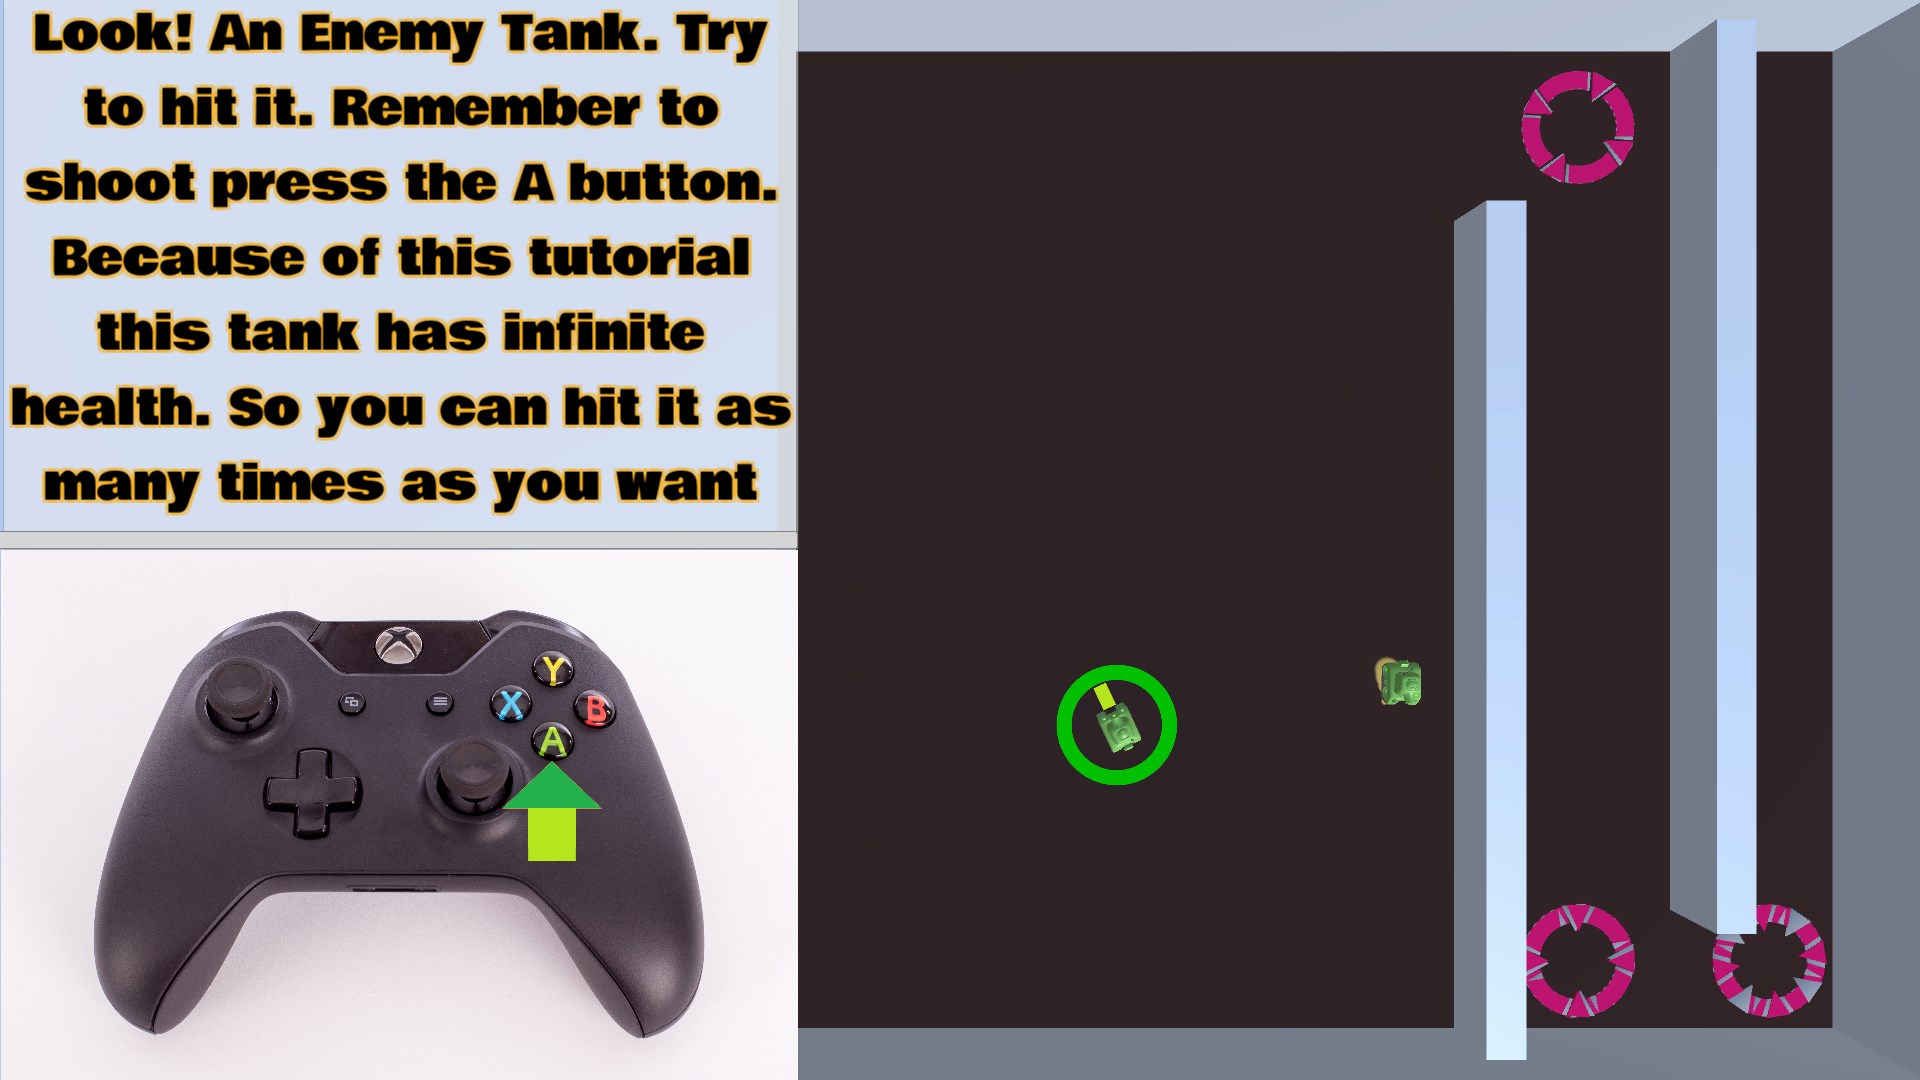 Look! An Enemy Tank. Try
to hit it. Remember to
shoot press the A button.
Because of this tutorial
this tank has infinite
health. So you can hit it as
many times as you want
Y
X
B
A